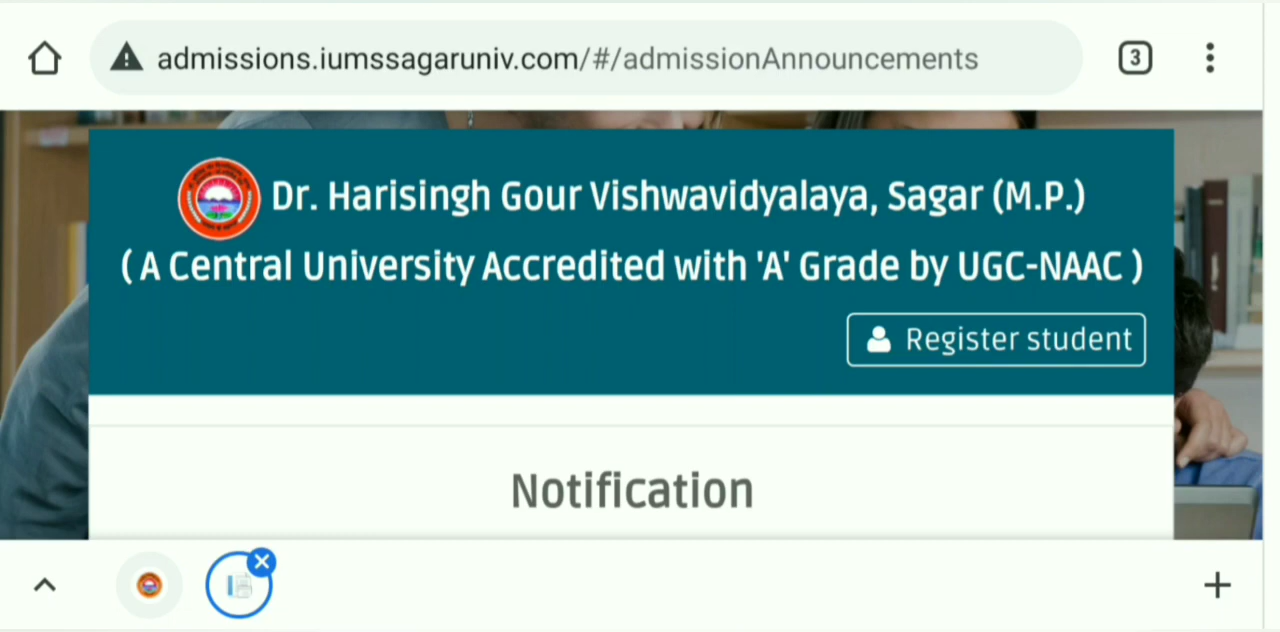 admissions.iumssagaruniv.com/#/admissionAnnouncements
3
Dr. Harisingh Gour Vishwavidyalaya, Sagar (M.P.)
( A Central University Accredited with 'A' Grade by UGC-NAAC )
Register student
Notification